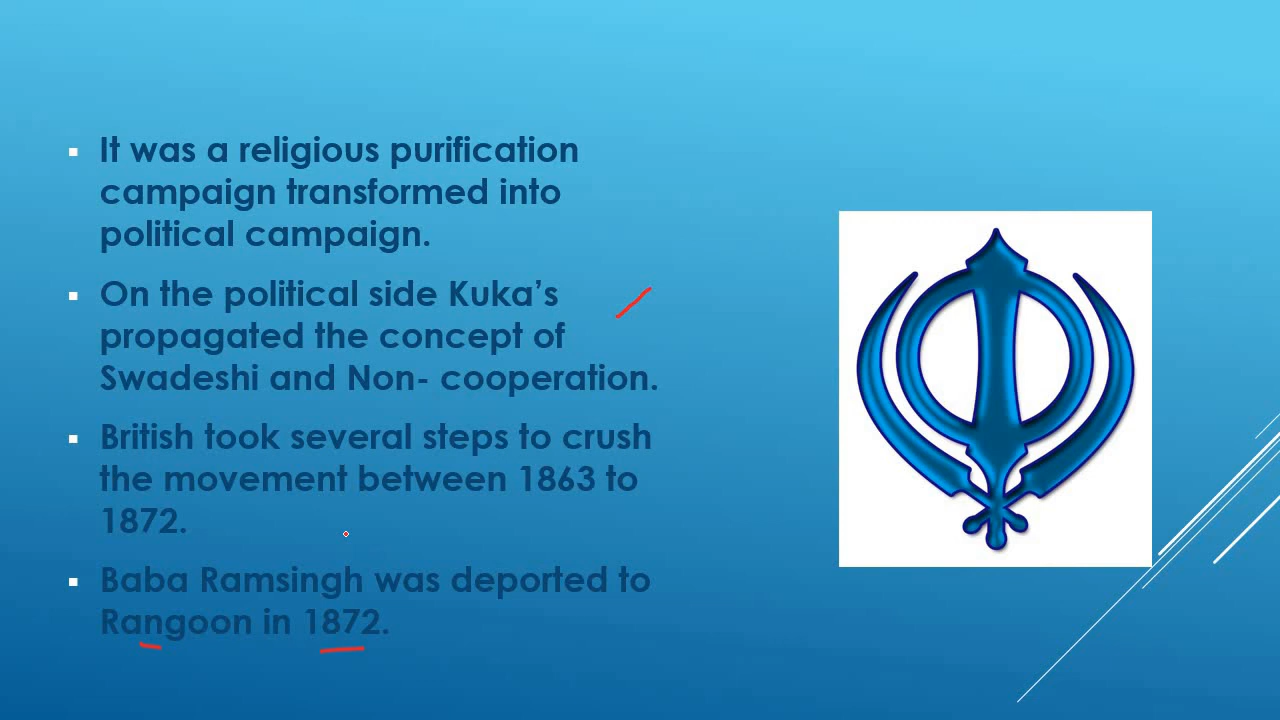 It was a religious purification
campaign transformed into
political campaign.
On the political side Kuka's
propagated the concept of
Swadeshi and Non- cooperation.
British took several steps to crush
the movement between 1863 to
1872.
Baba Ramsingh was deported to
Rangoon in 1872.